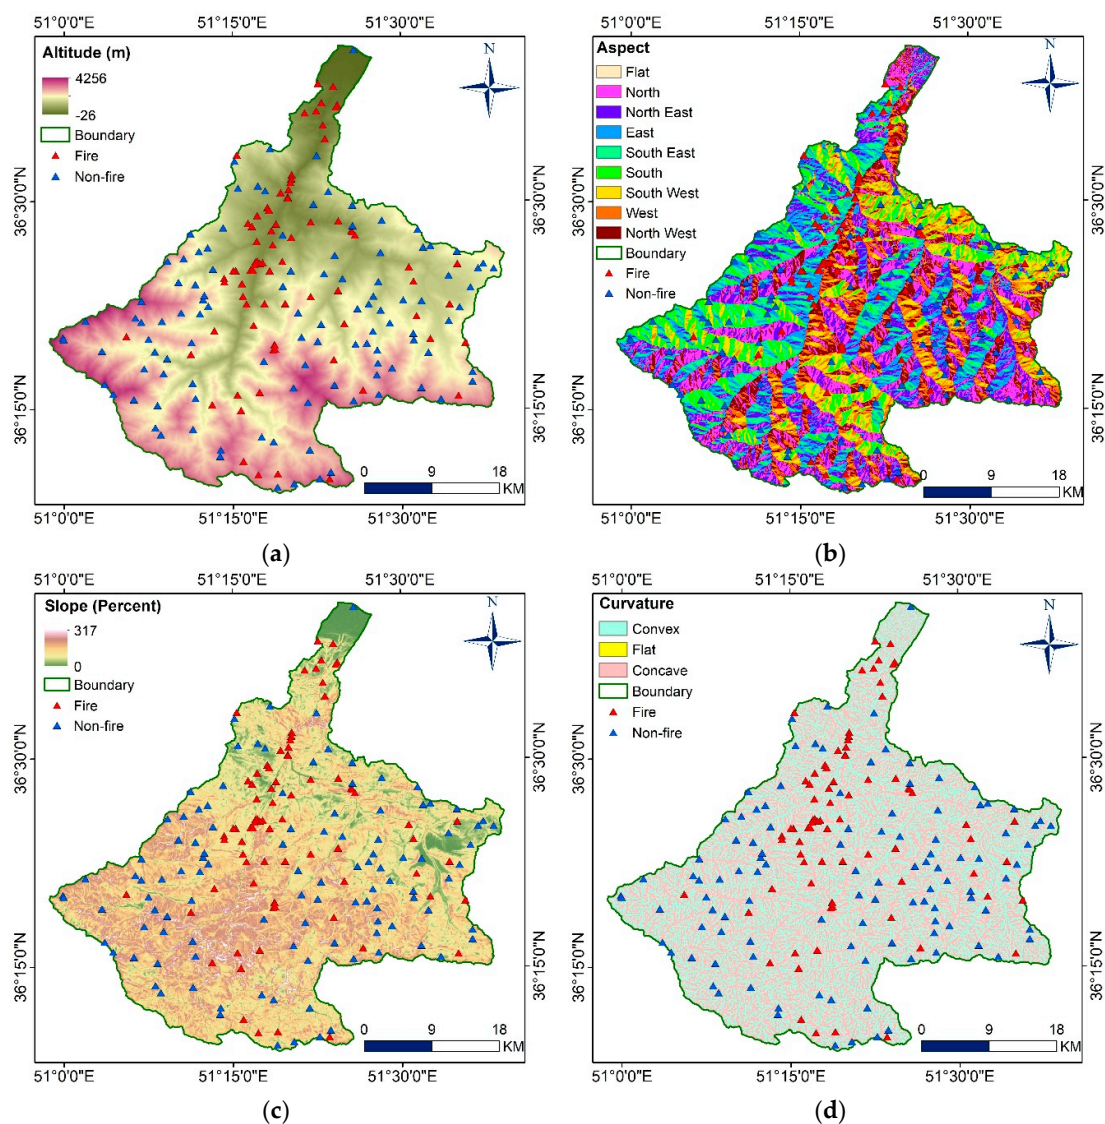 51°0'0"E 51°15'0"E 51°30'0"E
Altitude (m)
4256
-26
Boundary
Fire
Non-fire
N
36°30'0"N
36°15'0"N
36°30'0"N
36°15'0"N
0 9 18
KM
51°0'0"E 51°15'0"E 51°30'0"E
(a)
51°0'0"E 51°15'0"E 51°30'0"E
Aspect
Flat
North
North East
East
South East
South
South West
West
North West
Boundary
Fire
Non-fire
N
36°30'0"N
36°15'0"N
36°30'0"N
36°15'0"N
0 9 18
KM
51°0'0"E 51°15'0"E 51°30'0"E
(b)
51°0'0"E 51°15'0"E 51°30'0"E
Slope (Percent)
317
0
Boundary
Fire
Non-fire
N
36°30'0"N
36°15'0"N
36°30'0"N
36°15'0"N
0 9 18
KM
51°0'0"E 51°15'0"E 51°30'0"E
(c)
51°0'0"E 51°15'0"E 51°30'0"E
Curvature
Convex
Flat
Concave
Boundary
Fire
Non-fire
N
36°30'0"N
36°15'0"N
36°30'0"N
36°15'0"N
0 9 18
KM
51°0'0"E 51°15'0"E 51°30'0"E
(d)